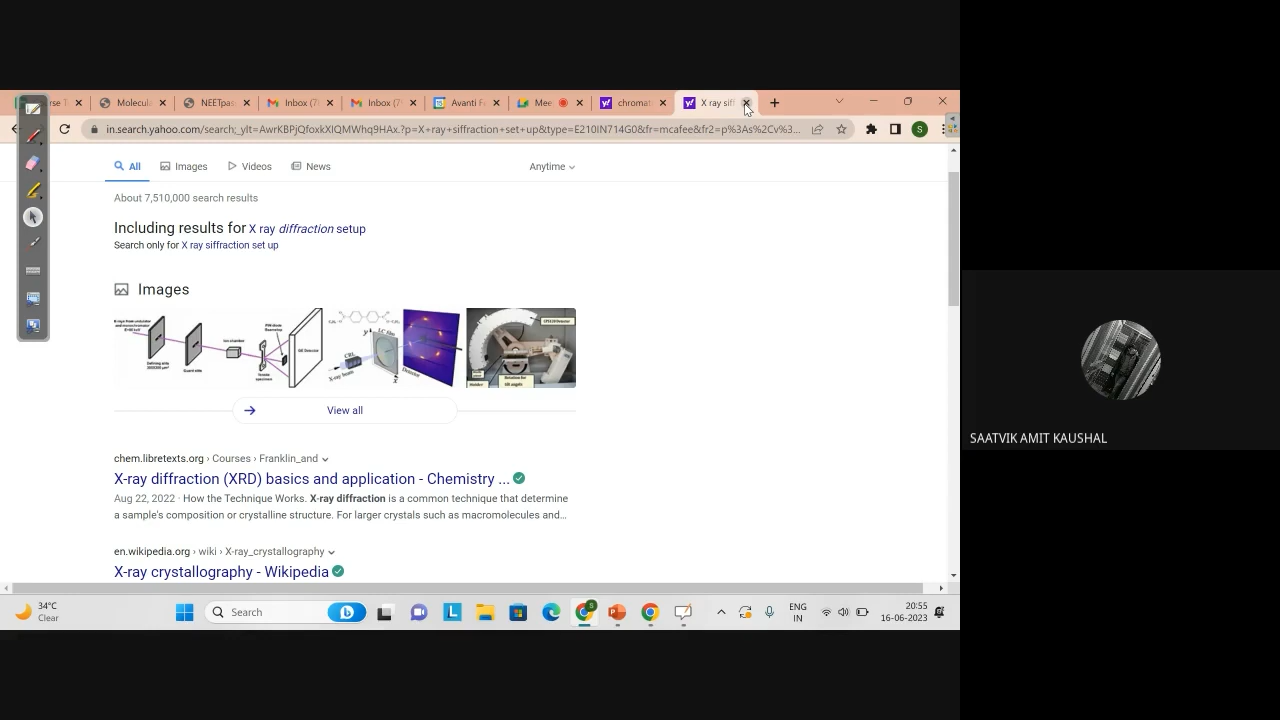 Molecul
NEETpas
Inbox (7
Inbox (7
Avanti F
Mee
chromat
X ray sif
in.search.yahoo.com/search;_ylt=AwrKBPjQfoxkXIQMWhq9HAx.?p=X+ray+siffraction+set+up&type=E210IN714G0&fr=mcafee&fr2=p%3As%2Cv%3...
All Images Videos News Anytime
About 7,510,000 search results
Including results for X ray diffraction setup
Search only for X ray siffraction set up
Images
View all
chem.libretexts.org › Courses › Franklin_and
X-ray diffraction (XRD) basics and application - Chemistry ...
Aug 22, 2022 · How the Technique Works. X-ray diffraction is a common technique that determine
a sample's composition or crystalline structure. For larger crystals such as macromolecules and…
en.wikipedia.org › wiki › X-ray_crystallography
X-ray crystallography - Wikipedia
SAATVIK AMIT KAUSHAL
34°C
Clear
Search
ENG
IN
20:55
16-06-2023